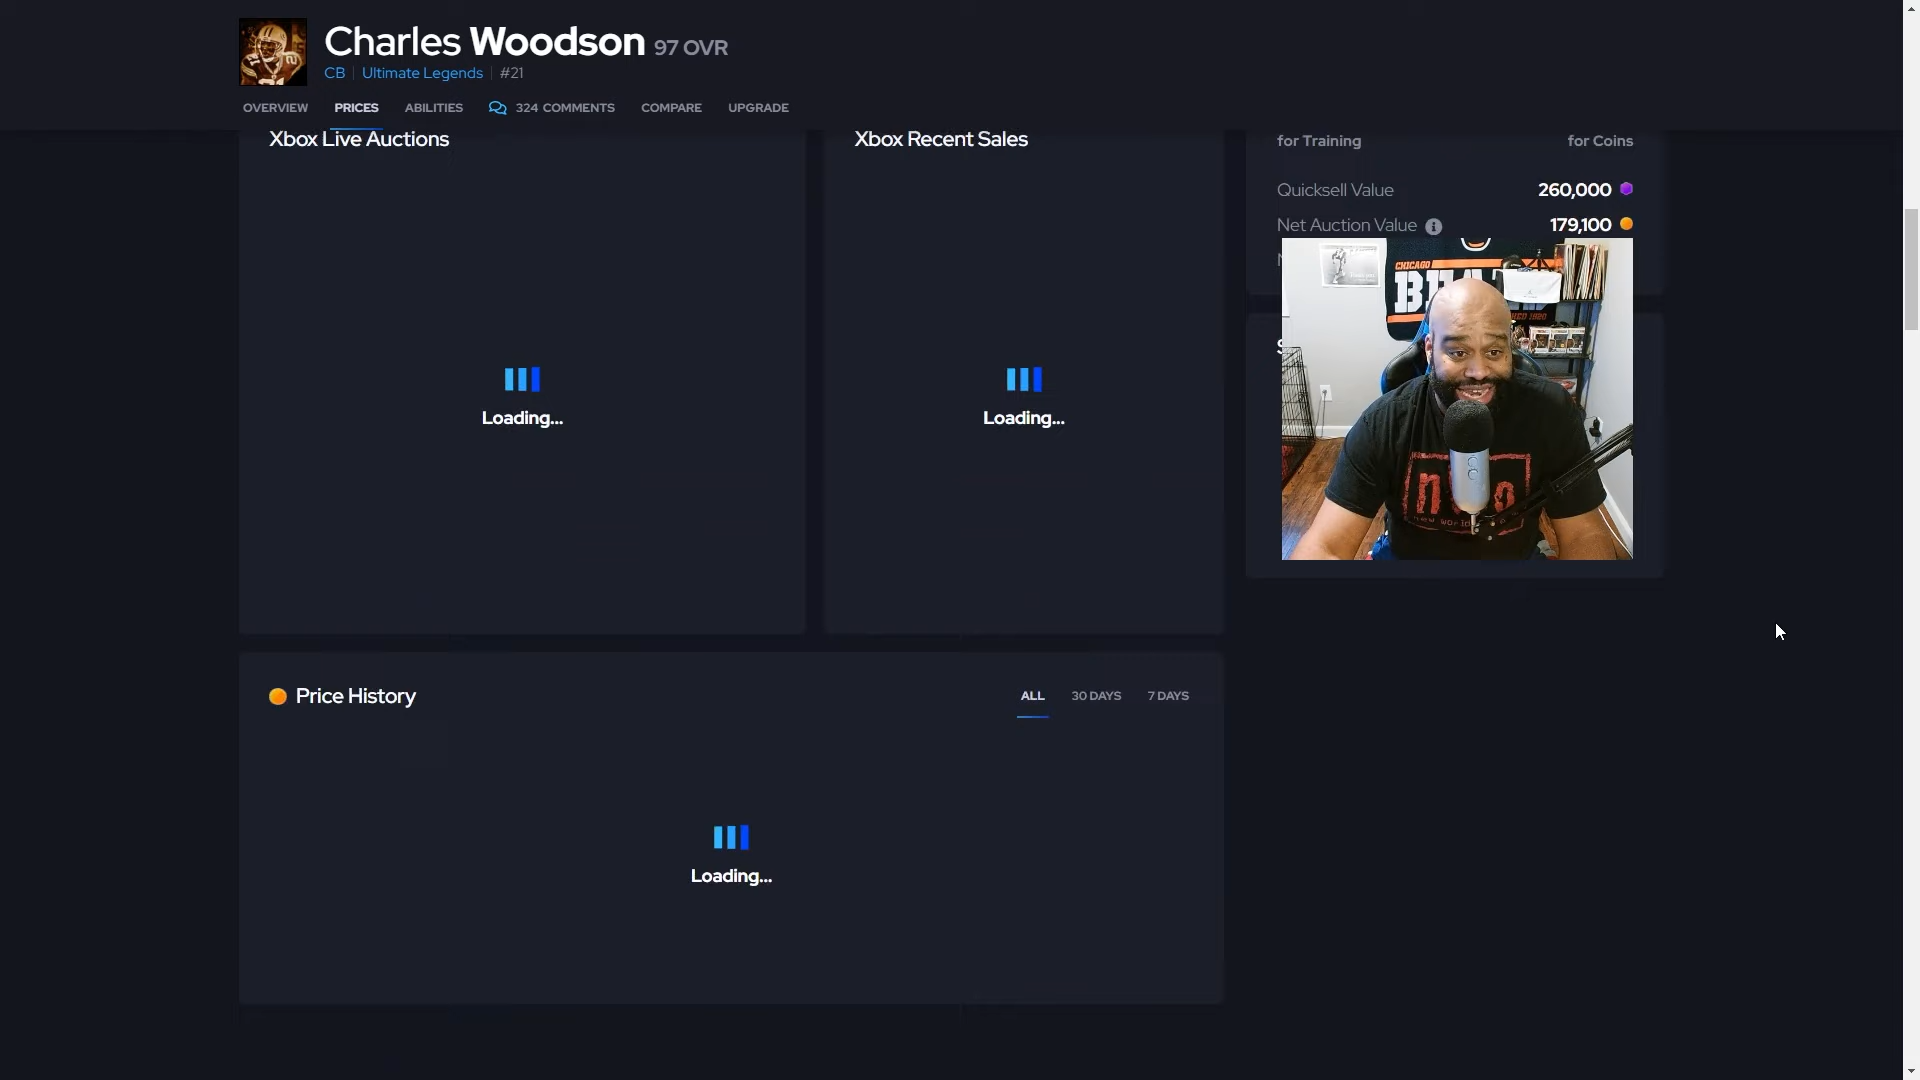 Charles Woodson 97 OVR
CB | Ultimate Legends | #21
OVERVIEW PRICES ABILITIES 324 COMMENTS COMPARE UPGRADE
Xbox Live Auctions
Xbox Recent Sales
for Training for Coins
Quicksell Value 260,000
Net Auction Value 179,100
CHICAGO
Loading...
Loading...
Price History
ALL 30 DAYS 7 DAYS
Loading...